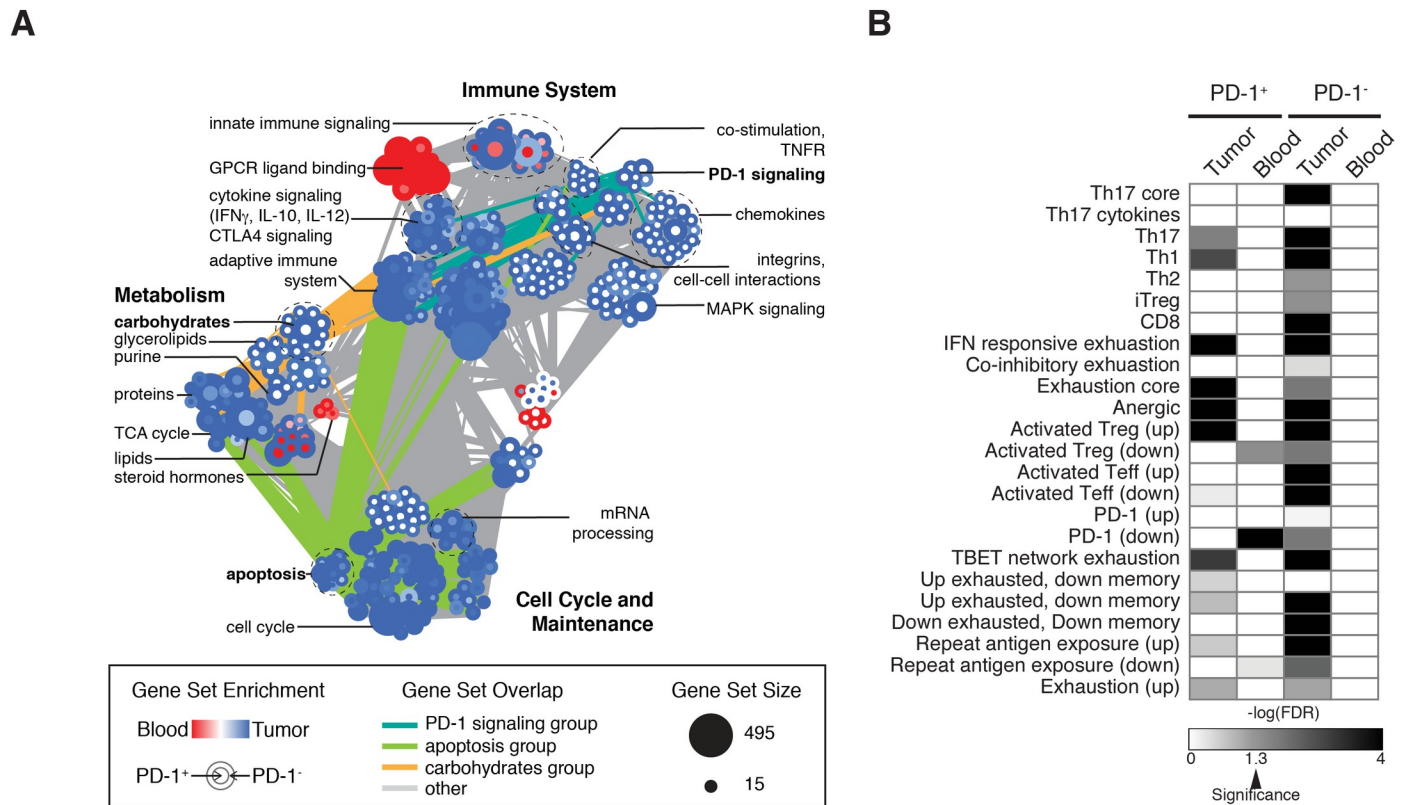 A
Immune System
innate immune signaling
GPCR ligand binding
cytokine signaling
(IFNγ, IL-10, IL-12)
CTLA4 signaling
adaptive immune
system
co-stimulation,
TNFR
PD-1 signaling
chemokines
integrins,
cell-cell interactions
MAPK signaling
Metabolism
carbohydrates
glycerolipids
purine
proteins
TCA cycle
lipids
steroid hormones
mRNA
processing
apoptosis
cell cycle
Cell Cycle and
Maintenance
Gene Set Enrichment
Blood Tumor
PD-1+ PD-1-
Gene Set Overlap
PD-1 signaling group
apoptosis group
carbohydrates group
other
Gene Set Size
495
15
B
PD-1+ PD-1-
Tumor Blood Tumor Blood
Th17 core
Th17 cytokines
Th17
Th1
Th2
iTreg
CD8
IFN responsive exhuastion
Co-inhibitory exhuastion
Exhaustion core
Anergic
Activated Treg (up)
Activated Treg (down)
Activated Teff (up)
Activated Teff (down)
PD-1 (up)
PD-1 (down)
TBET network exhaustion
Up exhausted, down memory
Up exhausted, down memory
Down exhausted, Down memory
Repeat antigen exposure (up)
Repeat antigen exposure (down)
Exhaustion (up)
-log(FDR)
0 1.3 4
Significance